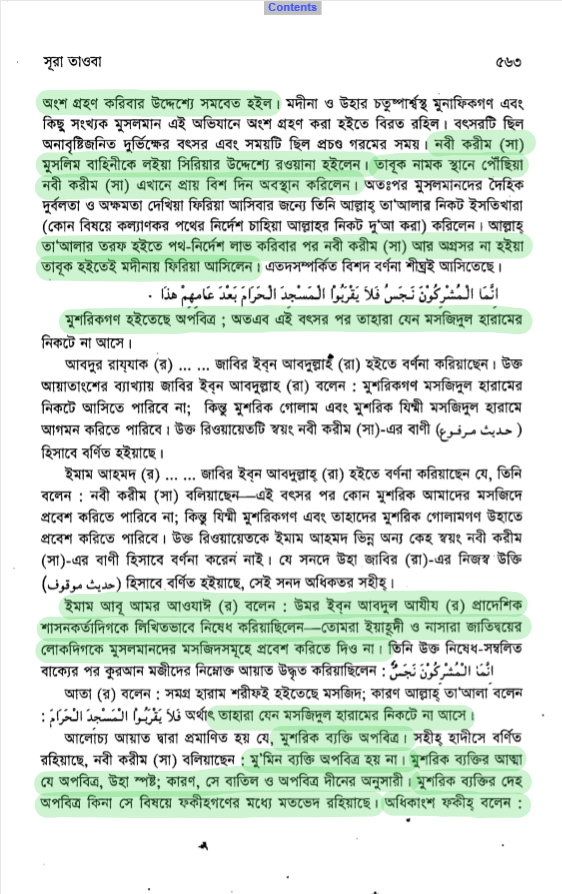 Contents
সূরা তাওবা ৫৬৩
অংশ গ্রহণ করিবার উদ্দেশ্যে সমবেত হইল। মদীনা ও উহার চতুষ্পার্শ্বস্থ মুনাফিকগণ এবং
কিছু সংখ্যক মুসলমান এই অভিযানে অংশ গ্রহণ করা হইতে বিরত রহিল। বৎসরটি ছিল
অনাবৃষ্টিজনিত দুর্ভিক্ষের বৎসর এবং সময়টি ছিল প্রচণ্ড গরমের সময়। নবী করীম (সা)
মুসলিম বাহিনীকে লইয়া সিরিয়ার উদ্দেশ্যে রওয়ানা হইলেন। তাবূক নামক স্থানে পৌঁছিয়া
নবী করীম (সা) এখানে প্রায় বিশ দিন অবস্থান করিলেন। অতঃপর মুসলমানদের দৈহিক
দুর্বলতা ও অক্ষমতা দেখিয়া ফিরিয়া আসিবার জন্যে তিনি আল্লাহ্ তা'আলার নিকট ইসতিখারা
(কোন বিষয়ে কল্যাণকর পথের নির্দেশ চাহিয়া আল্লাহর নিকট দু'আ করা) করিলেন। আল্লাহ্
তা'আলার তরফ হইতে পথ-নির্দেশ লাভ করিবার পর নবী করীম (সা) আর অগ্রসর না হইয়া
তাবূক হইতেই মদীনায় ফিরিয়া আসিলেন। এতদসম্পর্কিত বিশদ বর্ণনা শীঘ্রই আসিতেছে।
انَّمَا الْمُشْرِكُوْنَ نَجَسٌ فَلاَ يَقْرَبُوا الْمَسْجِدَ الْحَرَامَ بَعْدَ عَامِهِمْ هٰذَا .
মুশরিকগণ হইতেছে অপবিত্র ; অতএব এই বৎসর পর তাহারা যেন মসজিদুল হারামের
নিকটে না আসে।
আবদুর রায্যাক (র) ... ... জাবির ইব্ন আবদুল্লাহ্ (রা) হইতে বর্ণনা করিয়াছেন। উক্ত
আয়াতাংশের ব্যাখ্যায় জাবির ইব্ন আবদুল্লাহ (রা) বলেন : মুশরিকগণ মসজিদুল হারামের
নিকটে আসিতে পারিবে না; কিন্তু মুশরিক গোলাম এবং মুশরিক যিম্মী মসজিদুল হারামে
আগমন করিতে পারিবে। উক্ত রিওয়ায়েতটি স্বয়ং নবী করীম (সা)-এর বাণী (حديث مرفوع)
হিসাবে বর্ণিত হইয়াছে।
ইমাম আহমদ (র) ... ... জাবির ইব্ন আবদুল্লাহ্ (রা) হইতে বর্ণনা করিয়াছেন যে, তিনি
বলেন : নবী করীম (সা) বলিয়াছেন—এই বৎসর পর কোন মুশরিক আমাদের মসজিদে
প্রবেশ করিতে পারিবে না; কিন্তু যিম্মী মুশরিকগণ এবং তাহাদের মুশরিক গোলামগণ উহাতে
প্রবেশ করিতে পারিবে। উক্ত রিওয়ায়েতকে ইমাম আহমদ ভিন্ন অন্য কেহ স্বয়ং নবী করীম
(সা)-এর বাণী হিসাবে বর্ণনা করেন নাই। যে সনদে উহা জাবির (রা)-এর নিজস্ব উক্তি
(حديث موقوف) হিসাবে বর্ণিত হইয়াছে, সেই সনদ অধিকতর সহীহ্।
ইমাম আবূ আমর আওযাঈ (র) বলেন : উমর ইব্ন আবদুল আযীয (র) প্রাদেশিক
শাসনকর্তাদিগকে লিখিতভাবে নিষেধ করিয়াছিলেন—তোমরা ইয়াহূদী ও নাসারা জাতিদ্বয়ের
লোকদিগকে মুসলমানদের মসজিদসমূহে প্রবেশ করিতে দিও না। তিনি উক্ত নিষেধ-সম্বলিত
বাক্যের পর কুরআন মজীদের নিম্নোক্ত আয়াত উদ্ধৃত করিয়াছিলেন : انَّمَا الْمُشْرِكُوْنَ نَجَسٌ
আতা (র) বলেন : সমগ্র হারাম শরীফই হইতেছে মসজিদ; কারণ আল্লাহ্ তা'আলা বলেন
: فَلاَ يَقْرَبُوا الْمَسْجِدَ الْحَرَامَ অর্থাৎ তাহারা যেন মসজিদুল হারামের নিকটে না আসে।
আলোচ্য আয়াত দ্বারা প্রমাণিত হয় যে, মুশরিক ব্যক্তি অপবিত্র। সহীহ্ হাদীসে বর্ণিত
রহিয়াছে, নবী করীম (সা) বলিয়াছেন : মু'মিন ব্যক্তি অপবিত্র হয় না। মুশরিক ব্যক্তির আত্মা
যে অপবিত্র, উহা স্পষ্ট; কারণ, সে বাতিল ও অপবিত্র দীনের অনুসারী। মুশরিক ব্যক্তির দেহ
অপবিত্র কিনা সে বিষয়ে ফকীহগণের মধ্যে মতভেদ রহিয়াছে। অধিকাংশ ফকীহ্ বলেন :